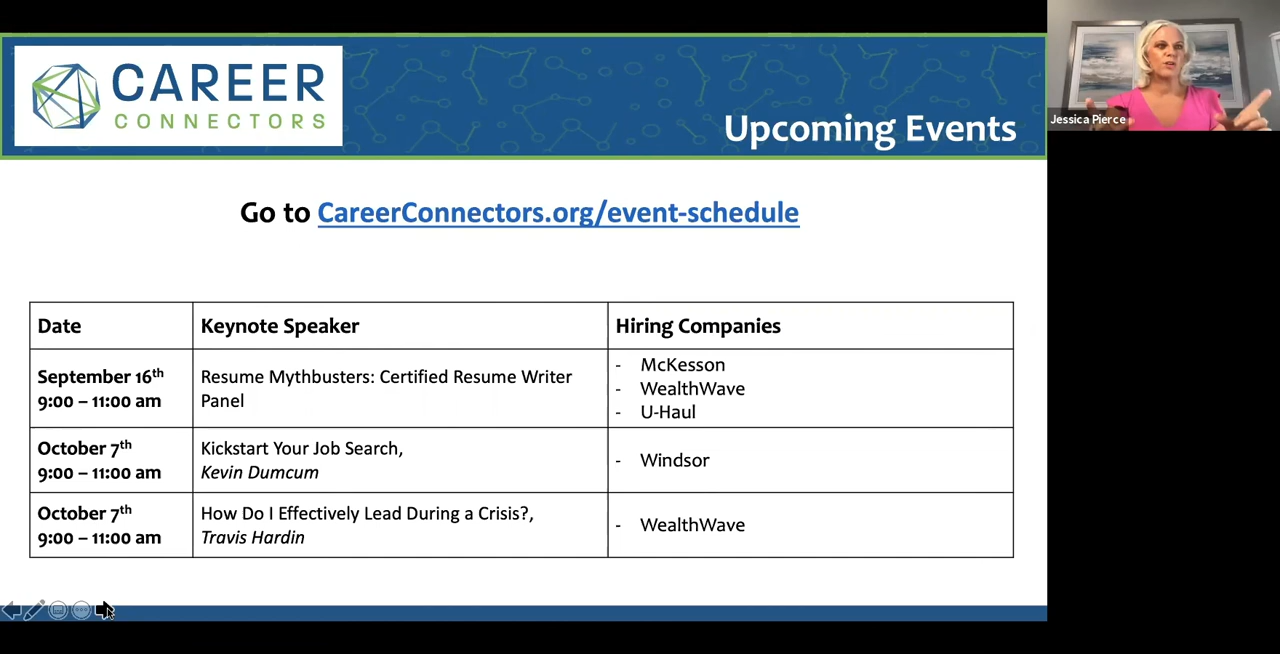 CAREER
CONNECTORS
Upcoming Events
Jessica Pierce
Go to CareerConnectors.org/event-schedule
Date
Keynote Speaker
Hiring Companies
September 16th
9:00 – 11:00 am
Resume Mythbusters: Certified Resume Writer
Panel
- McKesson
- WealthWave
- U-Haul
October 7th
9:00 – 11:00 am
Kickstart Your Job Search,
Kevin Dumcum
- Windsor
October 7th
9:00 – 11:00 am
How Do I Effectively Lead During a Crisis?,
Travis Hardin
- WealthWave